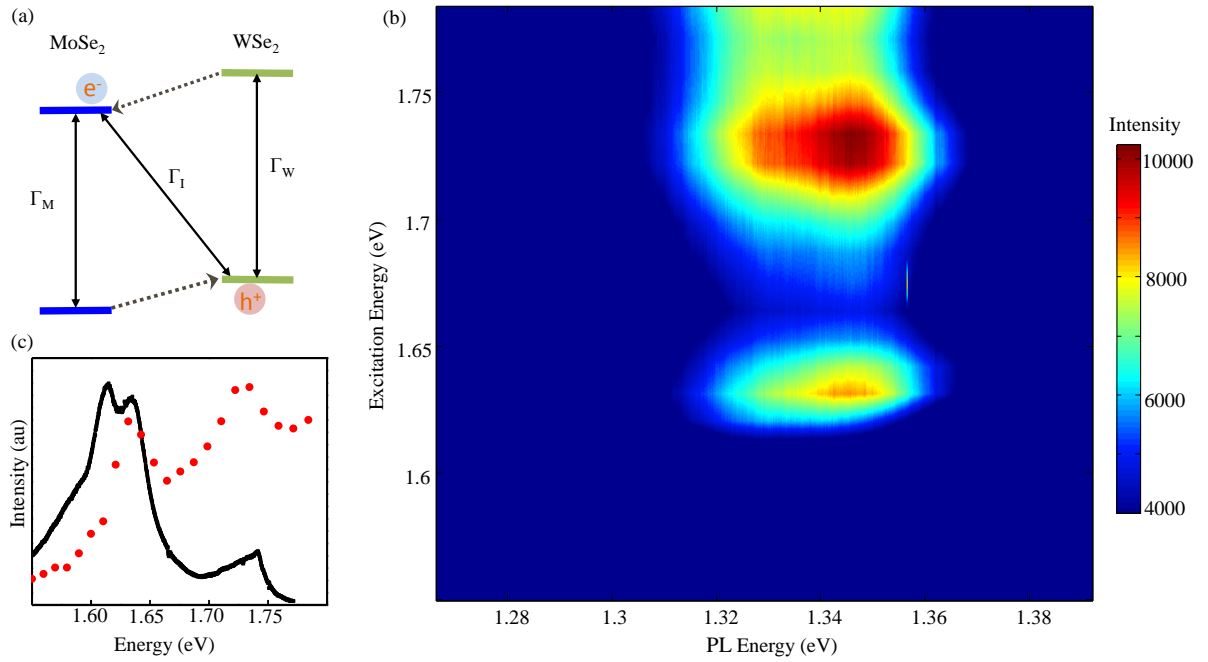 (a)
MoSe2
WSe2
e-
ΓM
ΓI
ΓW
h+
(b)
Excitation Energy (eV)
1.75
1.7
1.65
1.6
1.28
1.3
1.32
1.34
1.36
1.38
PL Energy (eV)
Intensity
10000
8000
6000
4000
(c)
Intensity (au)
1.60
1.65
1.70
1.75
Energy (eV)